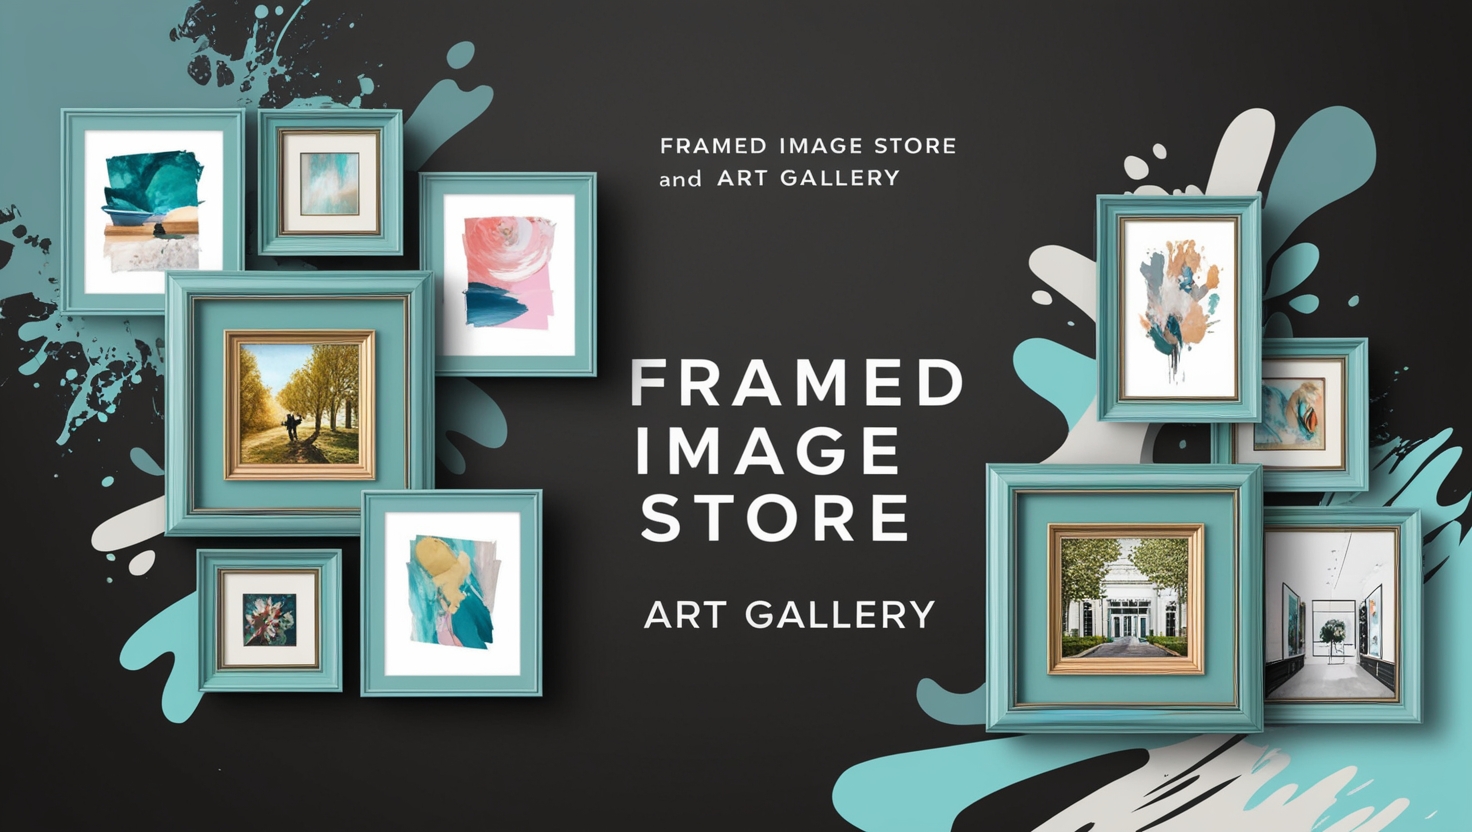 FRAMED IMAGE STORE
and ART GALLERY
FRAMED
IMAGE
STORE
ART GALLERY